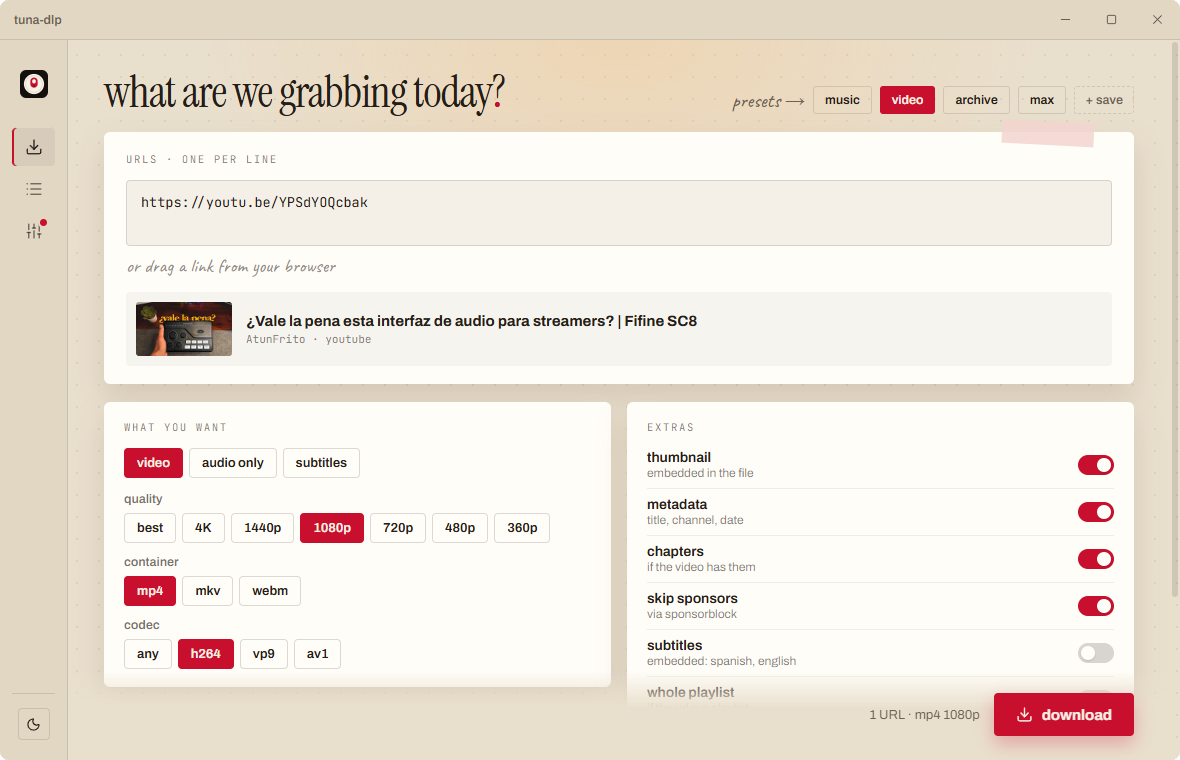 tuna-dlp
what are we grabbing today?
presets → music video archive max + save
URLS · ONE PER LINE
https://youtu.be/YPSdYOQcbak
or drag a link from your browser
¿vale la pena?
¿Vale la pena esta interfaz de audio para streamers? | Fifine SC8
AtunFrito · youtube
WHAT YOU WANT
video audio only subtitles
quality
best 4K 1440p 1080p 720p 480p 360p
container
mp4 mkv webm
codec
any h264 vp9 av1
EXTRAS
thumbnail
embedded in the file
metadata
title, channel, date
chapters
if the video has them
skip sponsors
via sponsorblock
subtitles
embedded: spanish, english
whole playlist
1 URL · mp4 1080p
download